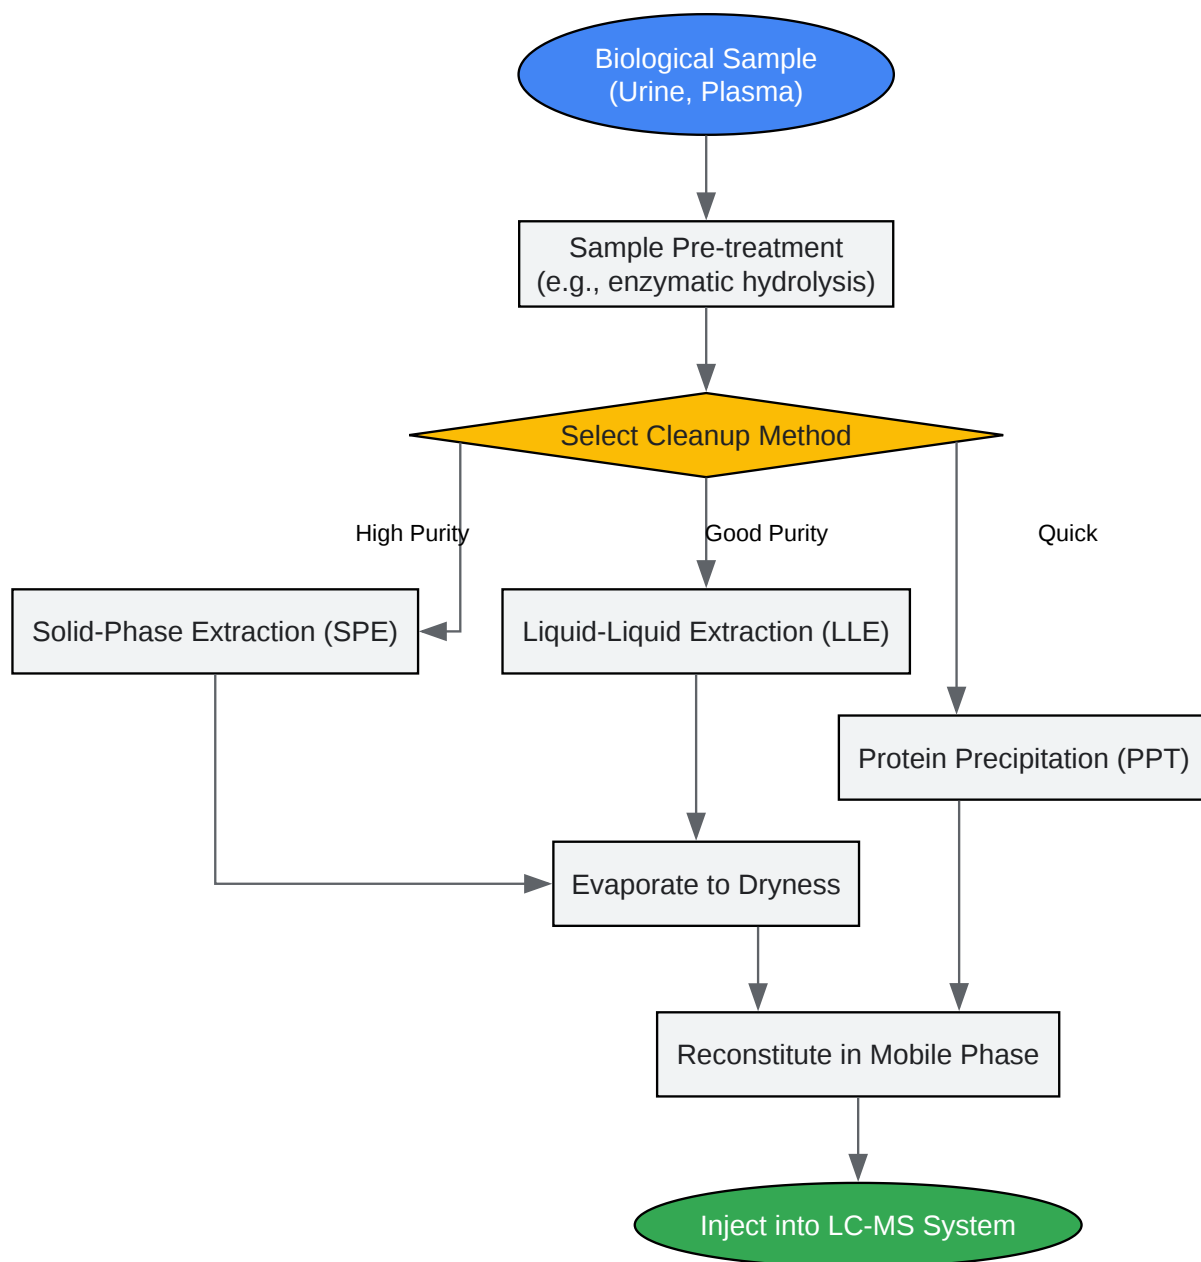 Biological Sample
(Urine, Plasma)
Sample Pre-treatment
(e.g., enzymatic hydrolysis)
Select Cleanup Method
High Purity
Good Purity
Quick
Solid-Phase Extraction (SPE)
Liquid-Liquid Extraction (LLE)
Protein Precipitation (PPT)
Evaporate to Dryness
Reconstitute in Mobile Phase
Inject into LC-MS System